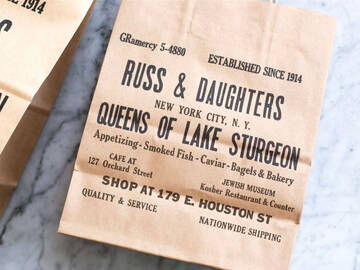 1914
GRamercy 5-4880
ESTABLISHED SINCE 1914
RUSS & DAUGHTERS
NEW YORK CITY, N. Y.
QUEENS OF LAKE STURGEON
Appetizing - Smoked Fish - Caviar - Bagels & Bakery
CAFE AT
127 Orchard Street
JEWISH MUSEUM
Kosher Restaurant & Counter
SHOP AT 179 E. HOUSTON ST
QUALITY & SERVICE
NATIONWIDE SHIPPING